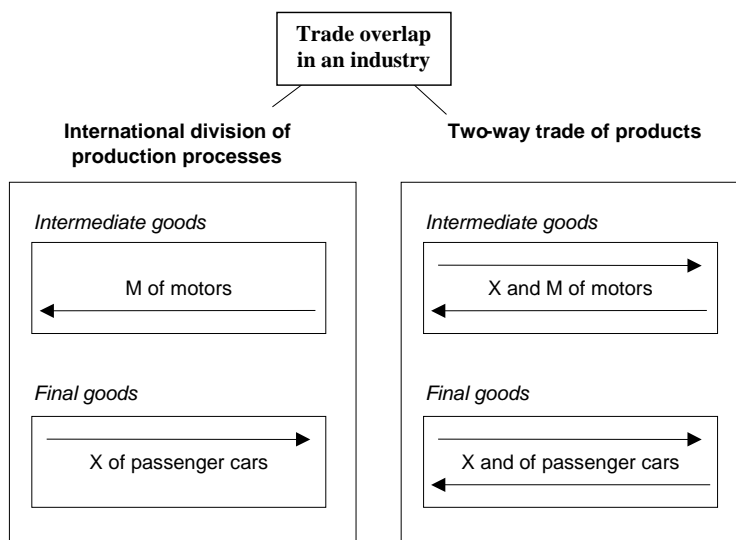 Trade overlap
in an industry
International division of
production processes
Two-way trade of products
Intermediate goods
M of motors
Final goods
X of passenger cars
Intermediate goods
X and M of motors
Final goods
X and of passenger cars